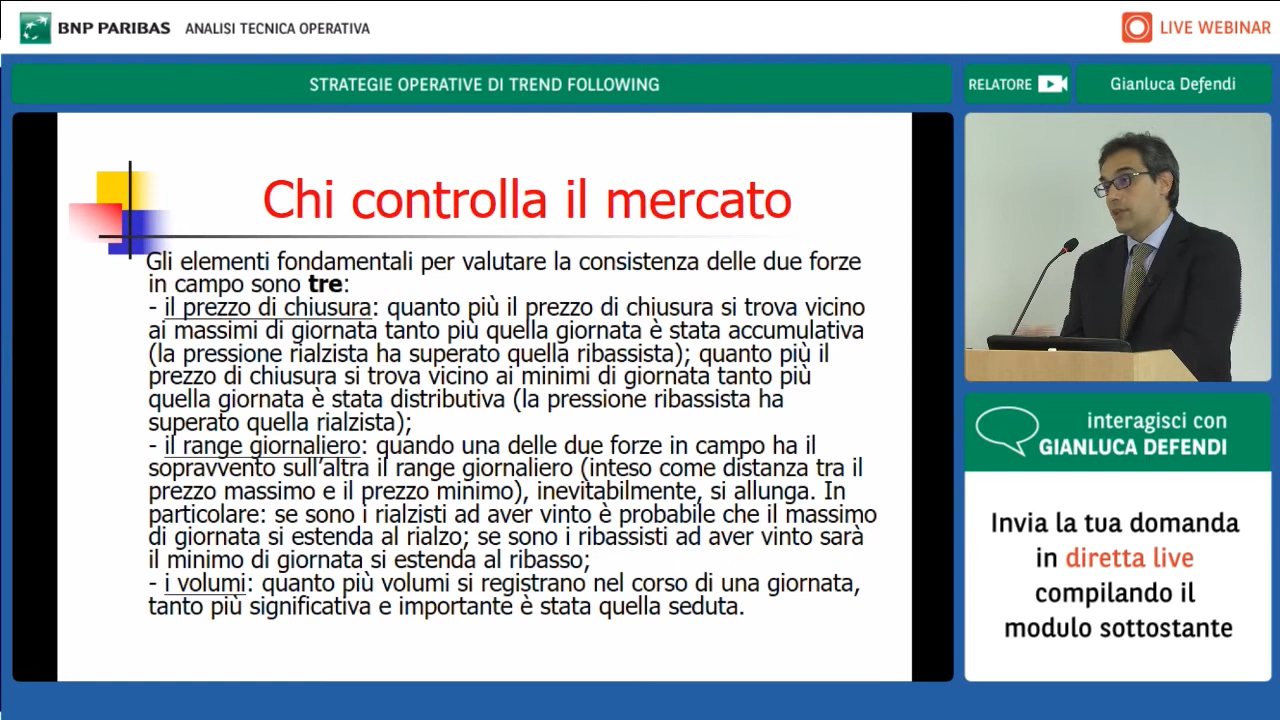 BNP PARIBAS ANALISI TECNICA OPERATIVA
LIVE WEBINAR
STRATEGIE OPERATIVE DI TREND FOLLOWING
RELATORE
Gianluca Defendi
Chi controlla il mercato
Gli elementi fondamentali per valutare la consistenza delle due forze
in campo sono tre:
- il prezzo di chiusura: quanto più il prezzo di chiusura si trova vicino
ai massimi di giornata tanto più quella giornata è stata accumulativa
(la pressione rialzista ha superato quella ribassista); quanto più il
prezzo di chiusura si trova vicino ai minimi di giornata tanto più
quella giornata è stata distributiva (la pressione ribassista ha
superato quella rialzista);
- il range giornaliero: quando una delle due forze in campo ha il
sopravvento sull'altra il range giornaliero (inteso come distanza tra il
prezzo massimo e il prezzo minimo), inevitabilmente, si allunga. In
particolare: se sono i rialzisti ad aver vinto è probabile che il massimo
di giornata si estenda al rialzo; se sono i ribassisti ad aver vinto sarà
il minimo di giornata si estende al ribasso;
- i volumi: quanto più volumi si registrano nel corso di una giornata,
tanto più significativa e importante è stata quella seduta.
interagisci con
GIANLUCA DEFENDI
Invia la tua domanda
in diretta live
compilando il
modulo sottostante